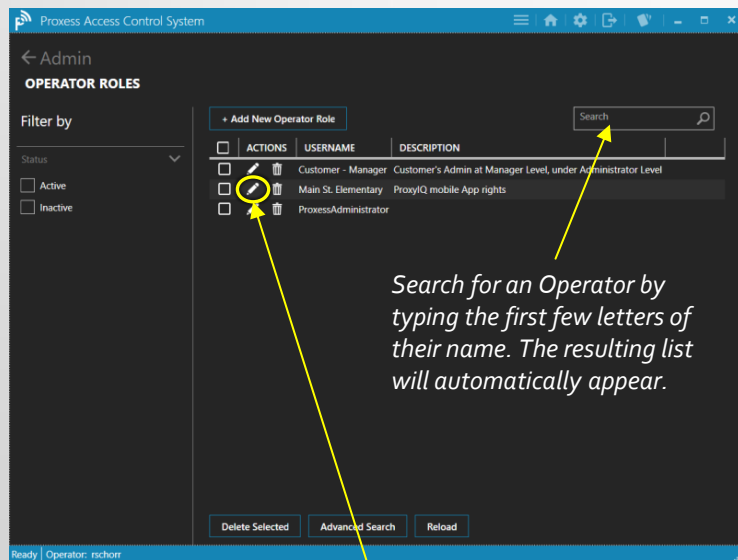 Proxess Access Control System
Admin
OPERATOR ROLES
Filter by
Status
Active
Inactive
+ Add New Operator Role
Search
ACTIONS USERNAME DESCRIPTION
Customer - Manager Customer's Admin at Manager Level, under Administrator Level
Main St. Elementary ProxyIQ mobile App rights
ProxessAdministrator
Search for an Operator by
typing the first few letters of
their name. The resulting list
will automatically appear.
Delete Selected Advanced Search Reload
Ready Operator: rschorr